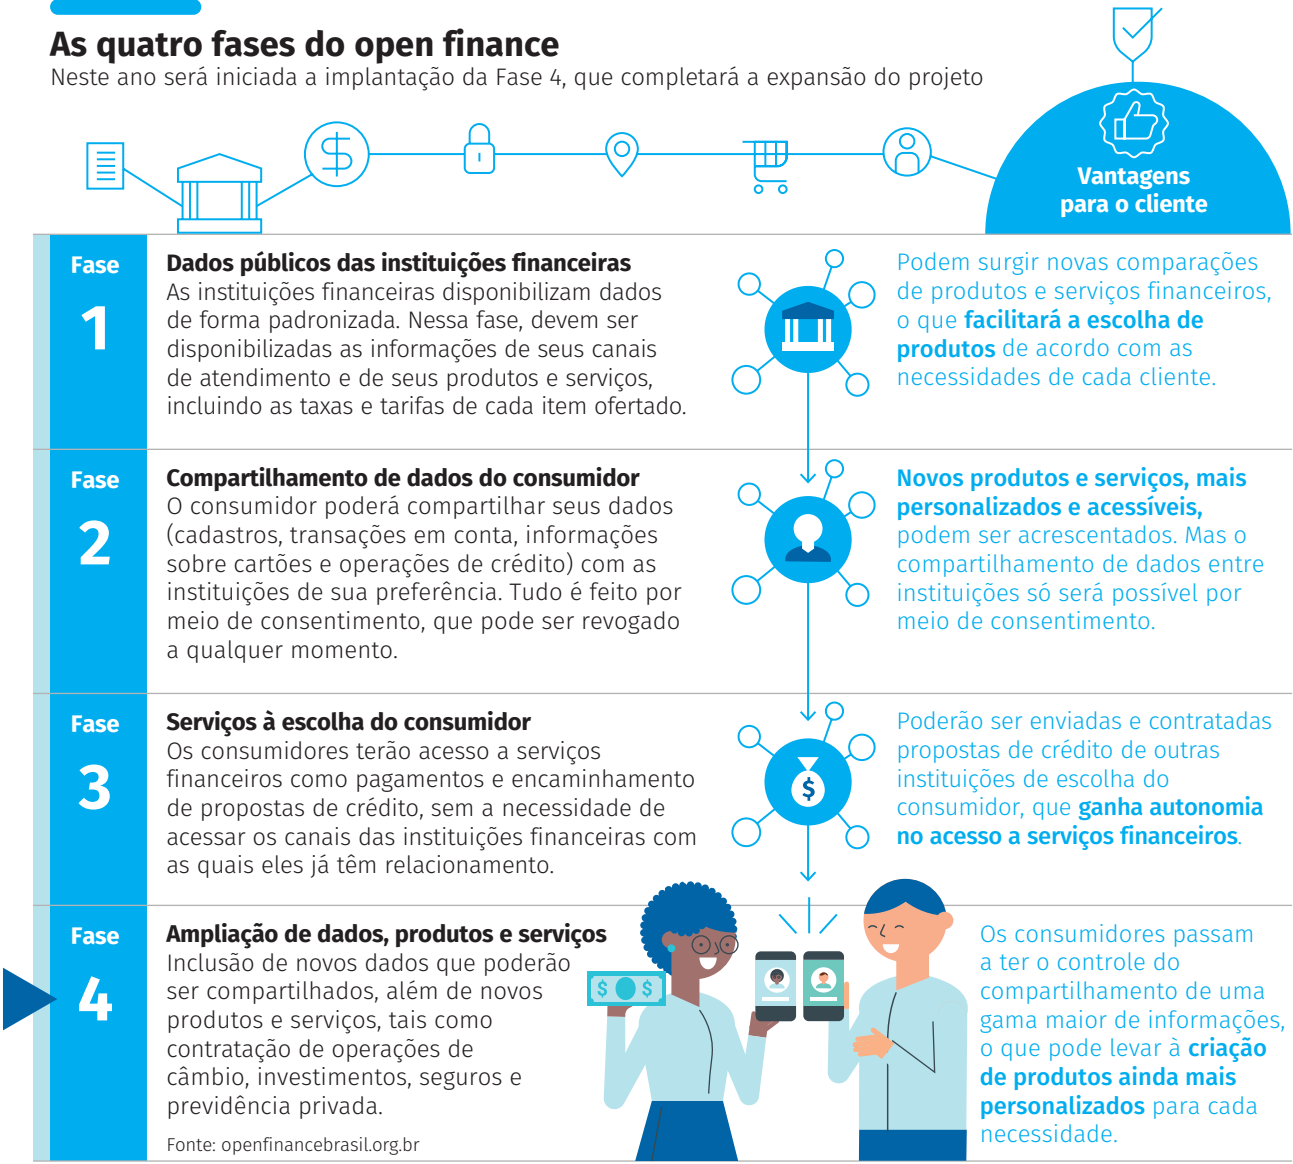 As quatro fases do open finance
Neste ano será iniciada a implantação da Fase 4, que completará a expansão do projeto
Vantagens
para o cliente
Fase
1
Dados públicos das instituições financeiras
As instituições financeiras disponibilizam dados
de forma padronizada. Nessa fase, devem ser
disponibilizadas as informações de seus canais
de atendimento e de seus produtos e serviços,
incluindo as taxas e tarifas de cada item ofertado.
Podem surgir novas comparações
de produtos e serviços financeiros,
o que facilitará a escolha de
produtos de acordo com as
necessidades de cada cliente.
Fase
2
Compartilhamento de dados do consumidor
O consumidor poderá compartilhar seus dados
(cadastros, transações em conta, informações
sobre cartões e operações de crédito) com as
instituições de sua preferência. Tudo é feito por
meio de consentimento, que pode ser revogado
a qualquer momento.
Novos produtos e serviços, mais
personalizados e acessíveis,
podem ser acrescentados. Mas o
compartilhamento de dados entre
instituições só será possível por
meio de consentimento.
Fase
3
Serviços à escolha do consumidor
Os consumidores terão acesso a serviços
financeiros como pagamentos e encaminhamento
de propostas de crédito, sem a necessidade de
acessar os canais das instituições financeiras com
as quais eles já têm relacionamento.
$
Poderão ser enviadas e contratadas
propostas de crédito de outras
instituições de escolha do
consumidor, que ganha autonomia
no acesso a serviços financeiros.
Fase
4
Ampliação de dados, produtos e serviços
Inclusão de novos dados que poderão
ser compartilhados, além de novos
produtos e serviços, tais como
contratação de operações de
câmbio, investimentos, seguros e
previdência privada.
Fonte: openfinancebrasil.org.br
$ $
Os consumidores passam
a ter o controle do
compartilhamento de uma
gama maior de informações,
o que pode levar à criação
de produtos ainda mais
personalizados para cada
necessidade.